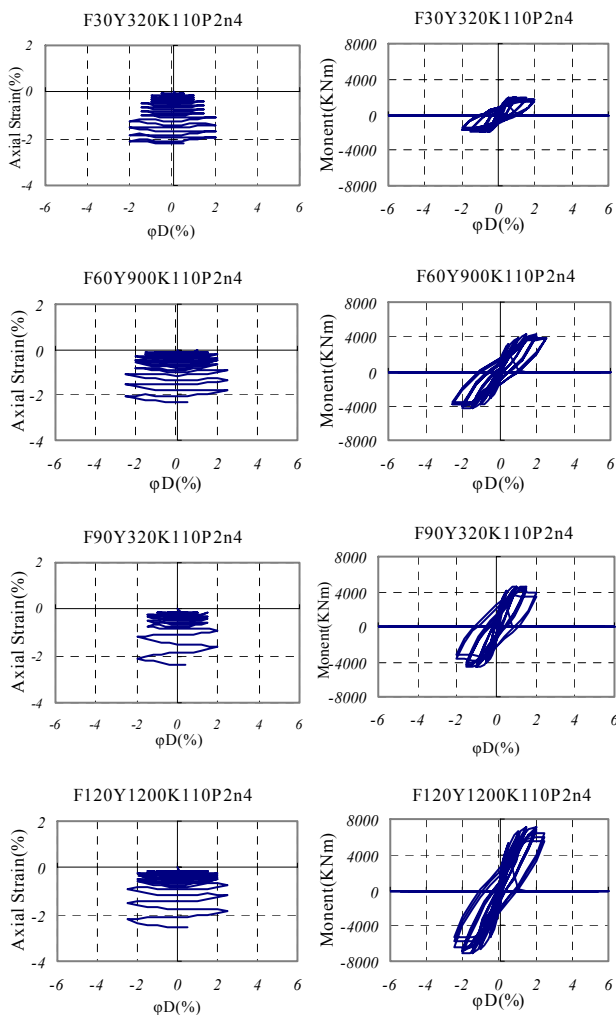 F30Y320K110P2n4
F30Y320K110P2n4
Axial Strain(%)
2
0
-2
-4
-6 -4 -2 0 2 4 6
φD(%)
Monent(KNm)
8000
4000
0
-4000
-8000
-6 -4 -2 0 2 4 6
φD(%)
F60Y900K110P2n4
F60Y900K110P2n4
Axial Strain(%)
2
0
-2
-4
-6 -4 -2 0 2 4 6
φD(%)
Monent(KNm)
8000
4000
0
-4000
-8000
-6 -4 -2 0 2 4 6
φD(%)
F90Y320K110P2n4
F90Y320K110P2n4
Axial Strain(%)
2
0
-2
-4
-6 -4 -2 0 2 4 6
φD(%)
Monent(KNm)
8000
4000
0
-4000
-8000
-6 -4 -2 0 2 4 6
φD(%)
F120Y1200K110P2n4
F120Y1200K110P2n4
Axial Strain(%)
2
0
-2
-4
-6 -4 -2 0 2 4 6
φD(%)
Monent(KNm)
8000
4000
0
-4000
-8000
-6 -4 -2 0 2 4 6
φD(%)